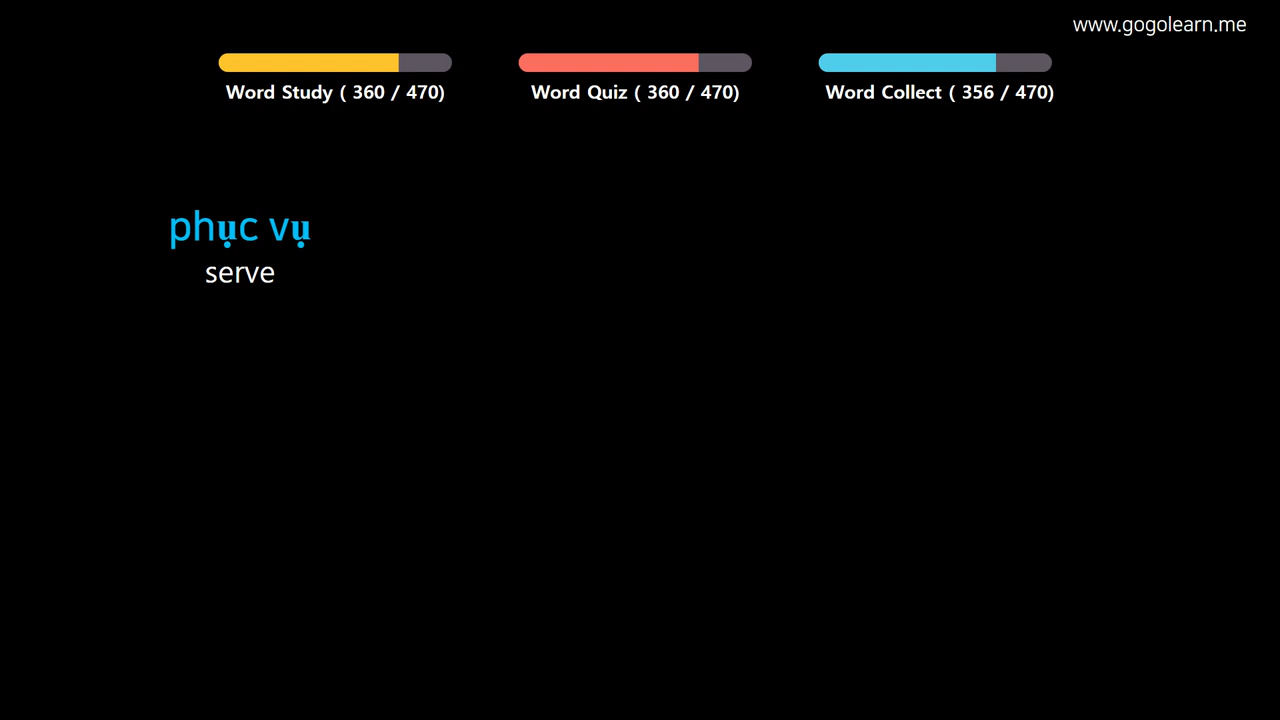 www.gogolearn.me
Word Study ( 360 / 470)
Word Quiz ( 360 / 470)
Word Collect ( 356 / 470)
phục vụ
serve